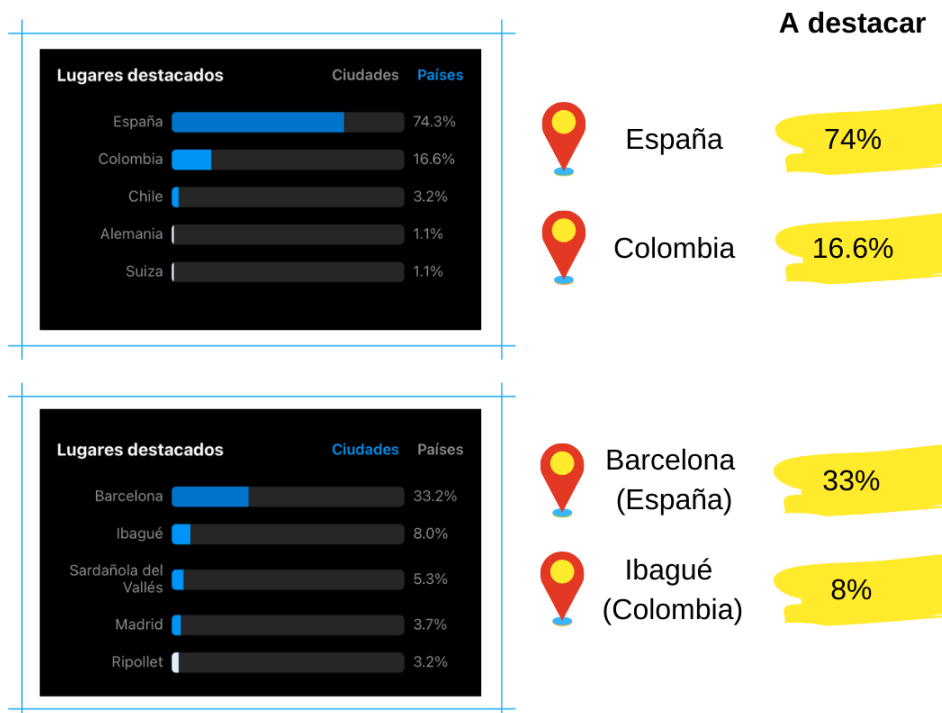 A destacar
Lugares destacados Ciudades Países
España 74.3%
Colombia 16.6%
Chile 3.2%
Alemania 1.1%
Suiza 1.1%
España 74%
Colombia 16.6%
Lugares destacados Ciudades Países
Barcelona 33.2%
Ibagué 8.0%
Sardañola del
Vallés 5.3%
Madrid 3.7%
Ripollet 3.2%
Barcelona
(España) 33%
Ibagué
(Colombia) 8%